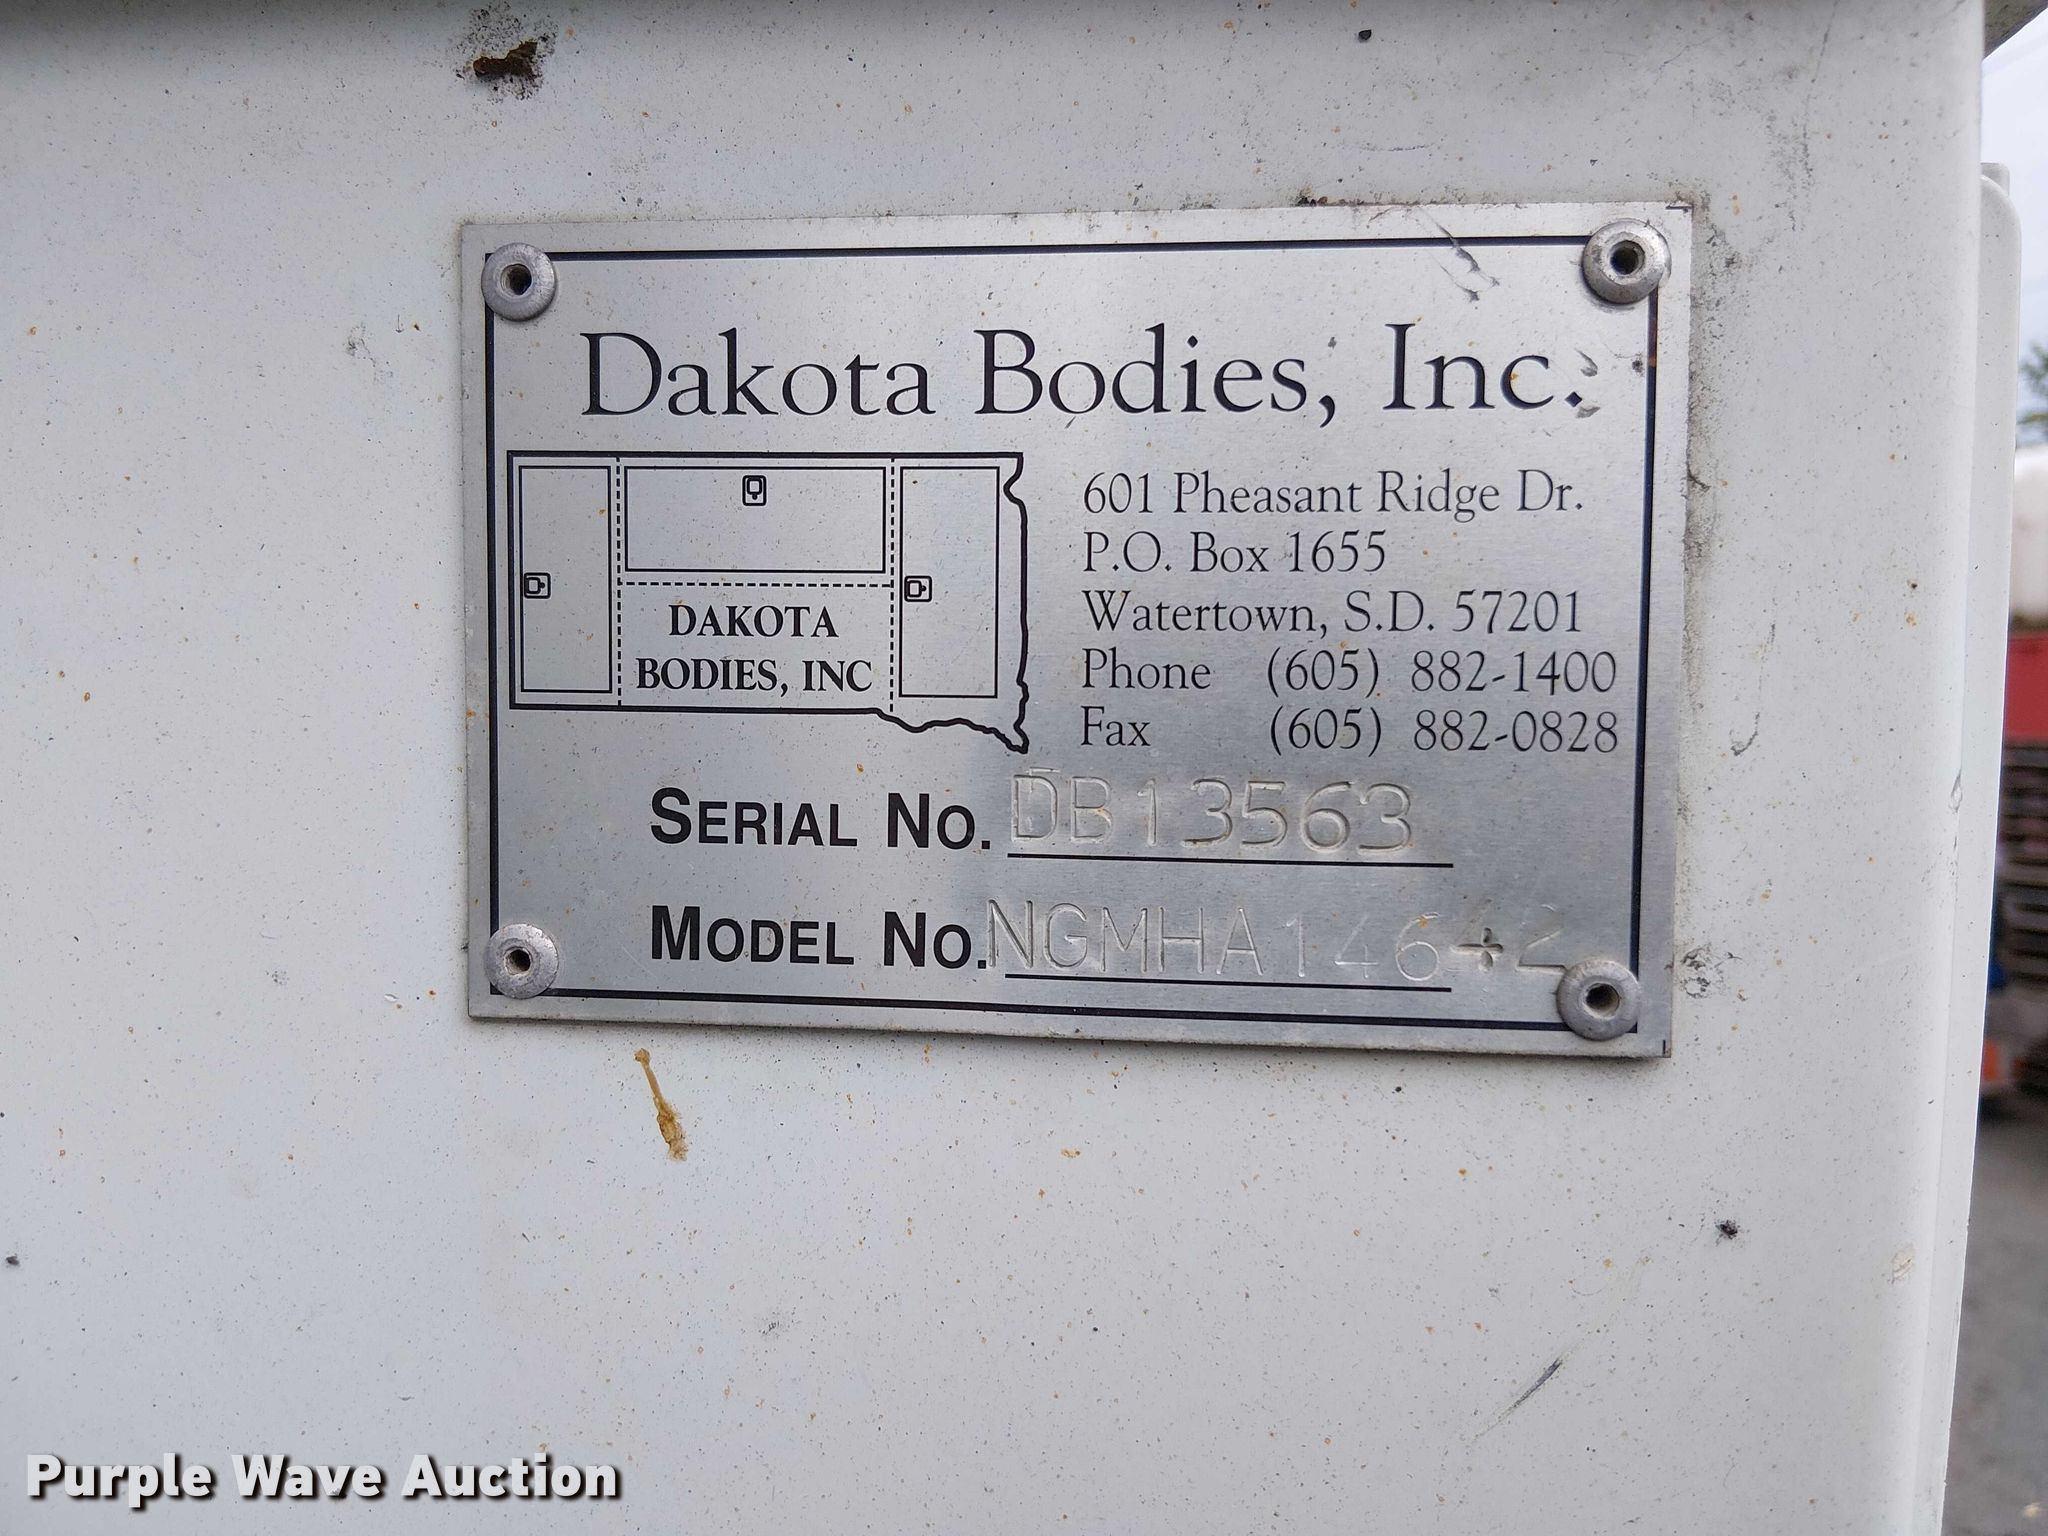 Dakota Bodies, Inc.
DAKOTA
BODIES, INC
601 Pheasant Ridge Dr.
P.O. Box 1655
Watertown, S.D. 57201
Phone (605) 882-1400
Fax (605) 882-0828
SERIAL NO. DB13563
MODEL NO. NGMHA146+2
Purple Wave Auction